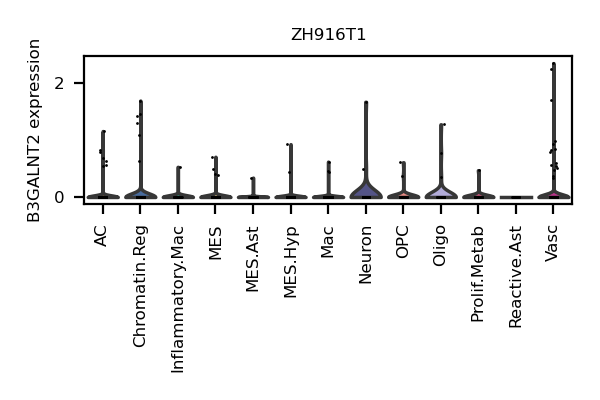 ZH916T1
B3GALNT2 expression
2
0
AC
Chromatin.Reg
Inflammatory.Mac
MES
MES.Ast
MES.Hyp
Mac
Neuron
OPC
Oligo
Prolif.Metab
Reactive.Ast
Vasc